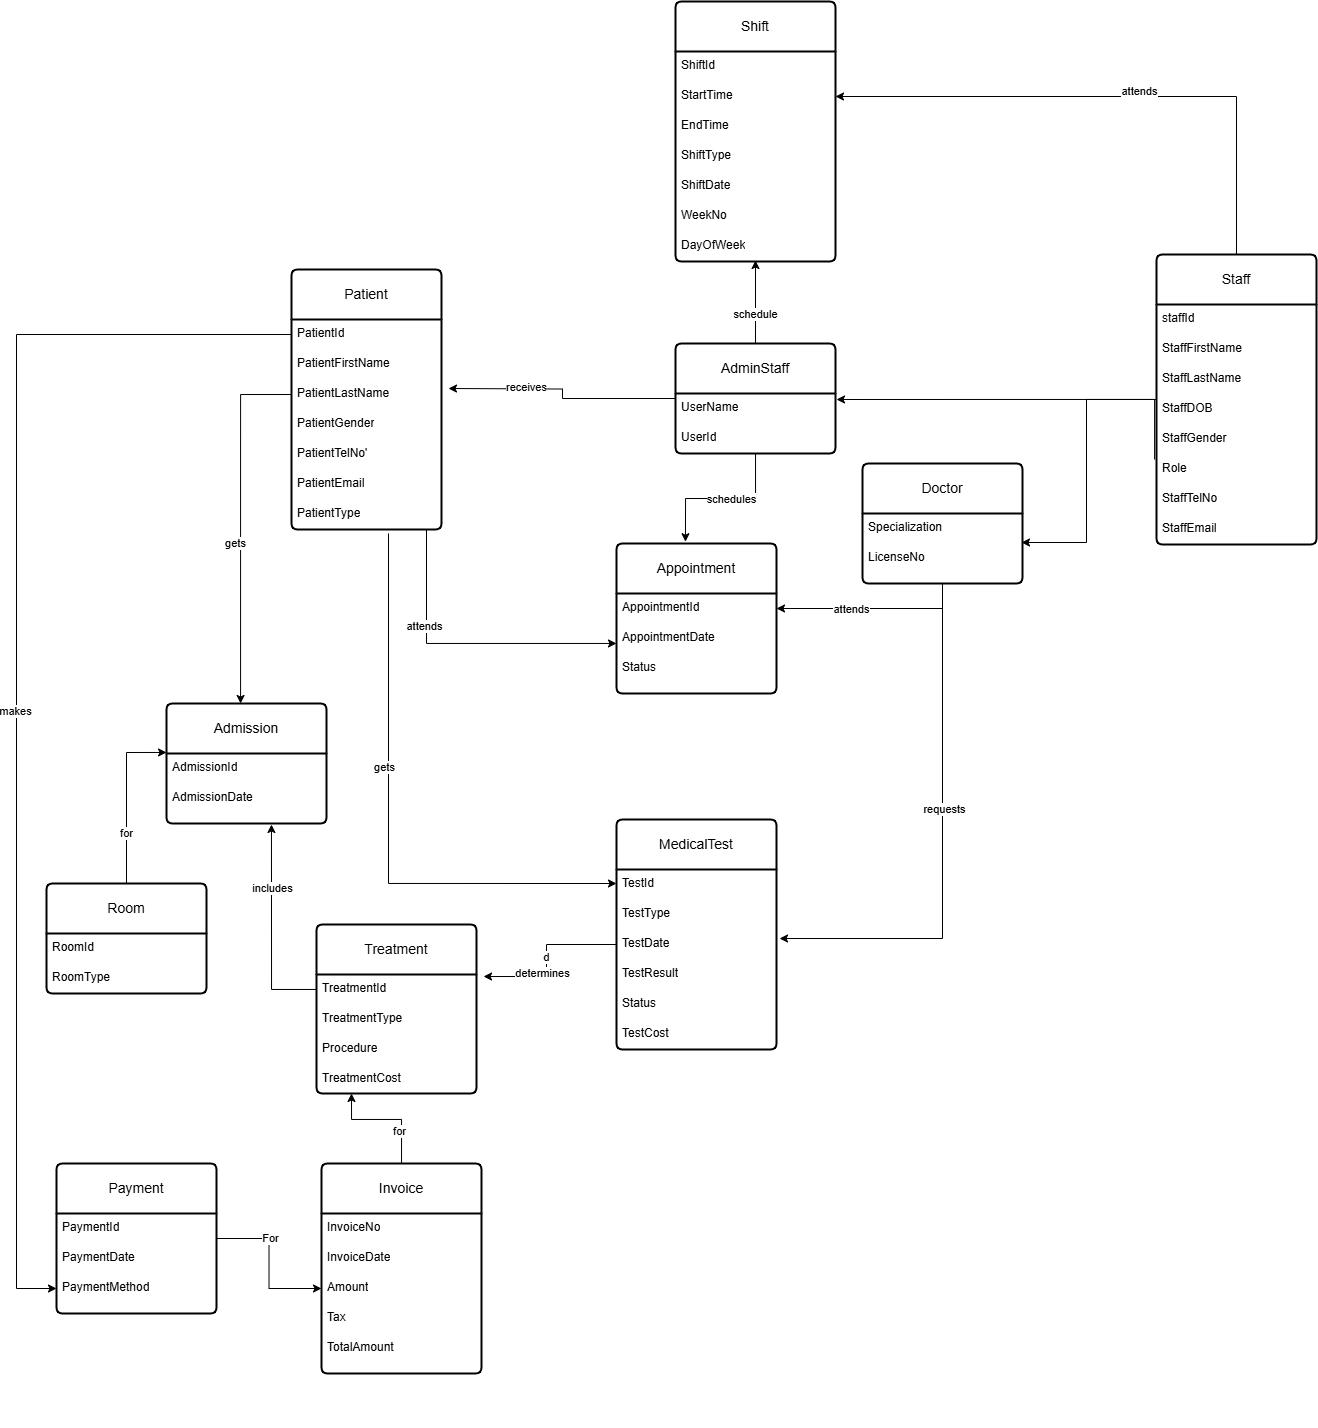 Shift
ShiftId
StartTime
EndTime
ShiftType
ShiftDate
WeekNo
DayOfWeek
attends
Staff
staffId
StaffFirstName
StaffLastName
StaffDOB
StaffGender
Role
StaffTelNo
StaffEmail
schedule
Patient
PatientId
PatientFirstName
PatientLastName
PatientGender
PatientTelNo'
PatientEmail
PatientType
receives
AdminStaff
UserName
UserId
schedules
Doctor
Specialization
LicenseNo
gets
attends
Appointment
AppointmentId
AppointmentDate
Status
attends
makes
Admission
AdmissionId
AdmissionDate
gets
requests
for
includes
MedicalTest
TestId
TestType
TestDate
TestResult
Status
TestCost
Room
RoomId
RoomType
Treatment
TreatmentId
TreatmentType
Procedure
TreatmentCost
d
determines
for
Payment
PaymentId
PaymentDate
PaymentMethod
For
Invoice
InvoiceNo
InvoiceDate
Amount
Tax
TotalAmount